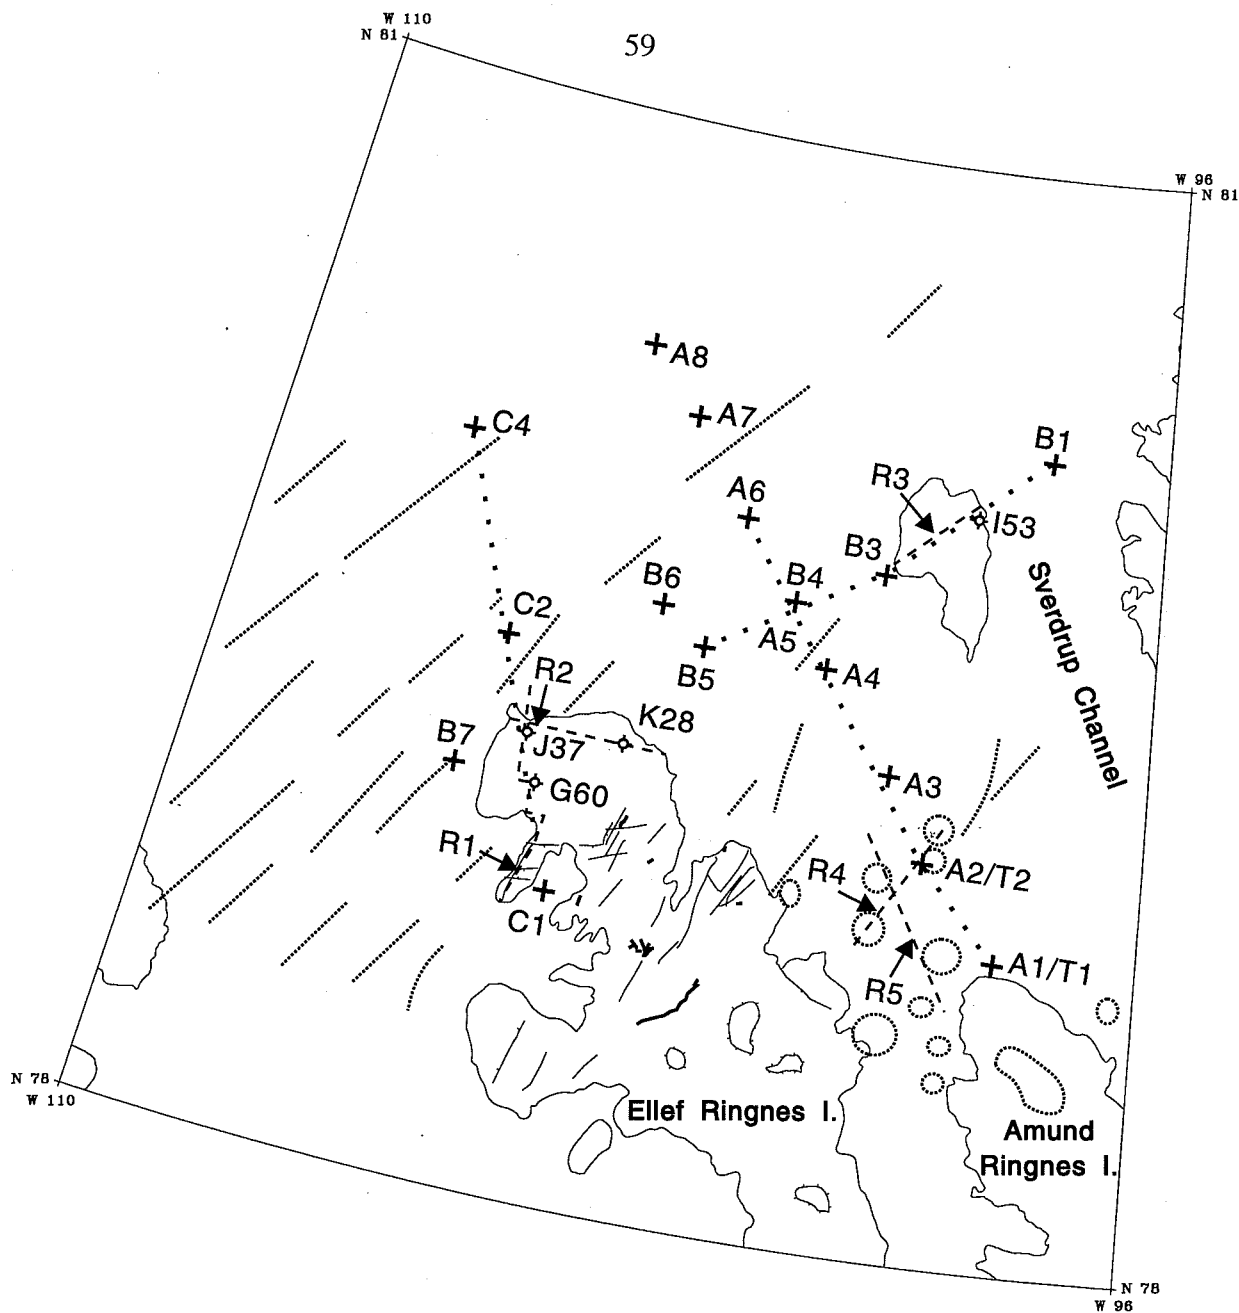 W 110
N 81
59
W 96
N 81
A8
C4
A7
B1
A6
R3
I53
B3
B6
B4
C2
A5
Sverdrup Channel
B5
A4
R2
K28
B7
J37
A3
G60
R1
R4
A2/T2
C1
A1/T1
R5
N 78
W 110
Ellef Ringnes I.
Amund
Ringnes I.
N 78
W 96